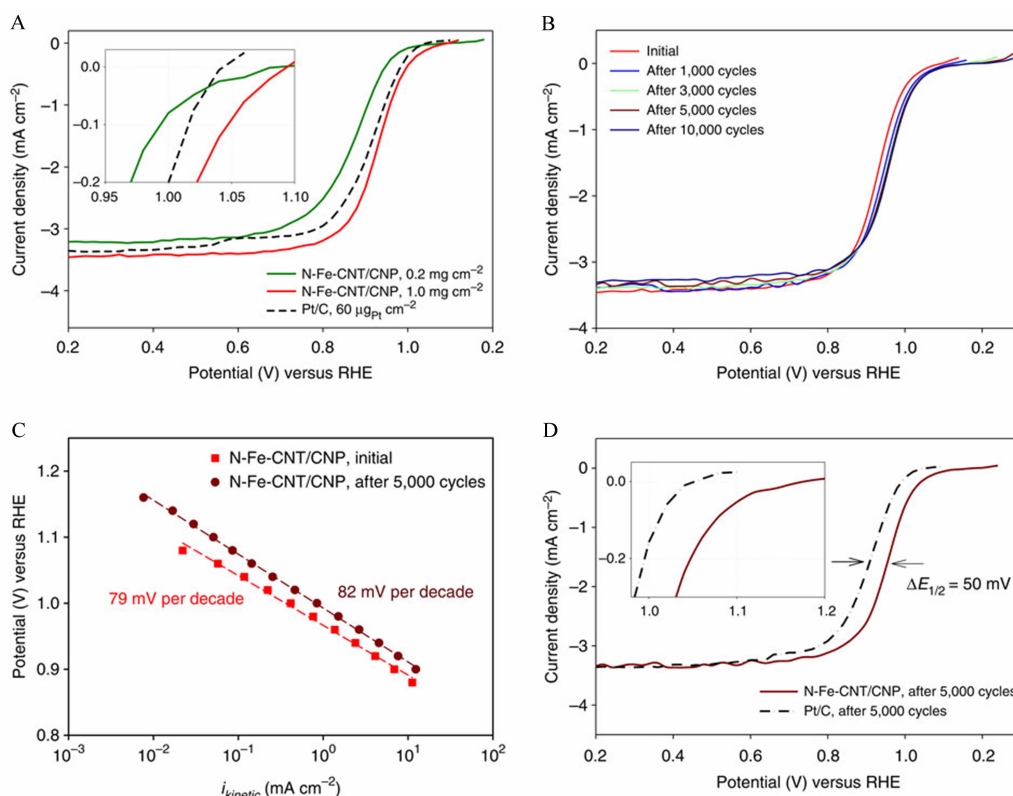 A
Current density (mA cm⁻²)
0
−1
−2
−3
−4
0.0
−0.1
−0.2
0.95 1.00 1.05 1.10
N-Fe-CNT/CNP, 0.2 mg cm⁻²
N-Fe-CNT/CNP, 1.0 mg cm⁻²
Pt/C, 60 μgPt cm⁻²
0.2 0.4 0.6 0.8 1.0 1.2
Potential (V) versus RHE
B
Current density (mA cm⁻²)
0
−1
−2
−3
−4
Initial
After 1,000 cycles
After 3,000 cycles
After 5,000 cycles
After 10,000 cycles
0.2 0.4 0.6 0.8 1.0 1.2
Potential (V) versus RHE
C
Potential (V) versus RHE
1.2
1.1
1.0
0.9
0.8
N-Fe-CNT/CNP, initial
N-Fe-CNT/CNP, after 5,000 cycles
79 mV per decade
82 mV per decade
10⁻³ 10⁻² 10⁻¹ 10⁰ 10¹ 10²
ikinetic (mA cm⁻²)
D
Current density (mA cm⁻²)
0
−1
−2
−3
−4
0.0
−0.2
1.0 1.1 1.2
ΔE1/2 = 50 mV
N-Fe-CNT/CNP, after 5,000 cycles
Pt/C, after 5,000 cycles
0.2 0.4 0.6 0.8 1.0 1.2
Potential (V) versus RHE